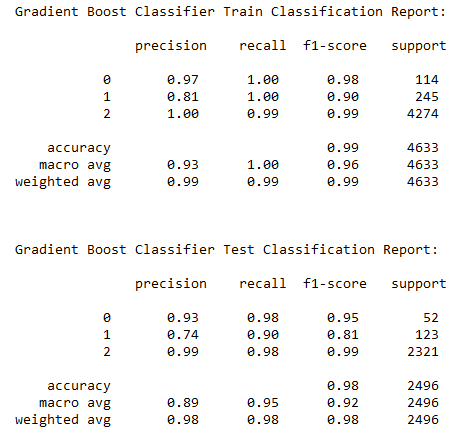 Gradient Boost Classifier Train Classification Report:
precision recall f1-score support
0 0.97 1.00 0.98 114
1 0.81 1.00 0.90 245
2 1.00 0.99 0.99 4274
accuracy 0.99 4633
macro avg 0.93 1.00 0.96 4633
weighted avg 0.99 0.99 0.99 4633
Gradient Boost Classifier Test Classification Report:
precision recall f1-score support
0 0.93 0.98 0.95 52
1 0.74 0.90 0.81 123
2 0.99 0.98 0.99 2321
accuracy 0.98 2496
macro avg 0.89 0.95 0.92 2496
weighted avg 0.98 0.98 0.98 2496